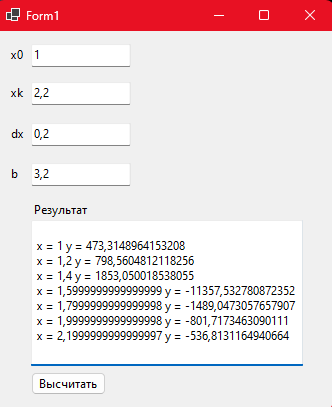 Form1
x0 1
xk 2,2
dx 0,2
b 3,2
Результат
x = 1 y = 473,3148964153208
x = 1,2 y = 798,5604812118256
x = 1,4 y = 1853,050018538055
x = 1,5999999999999999 y = -11357,532780872352
x = 1,7999999999999998 y = -1489,0473057657907
x = 1,9999999999999998 y = -801,7173463090111
x = 2,1999999999999997 y = -536,8131164940664
Высчитать